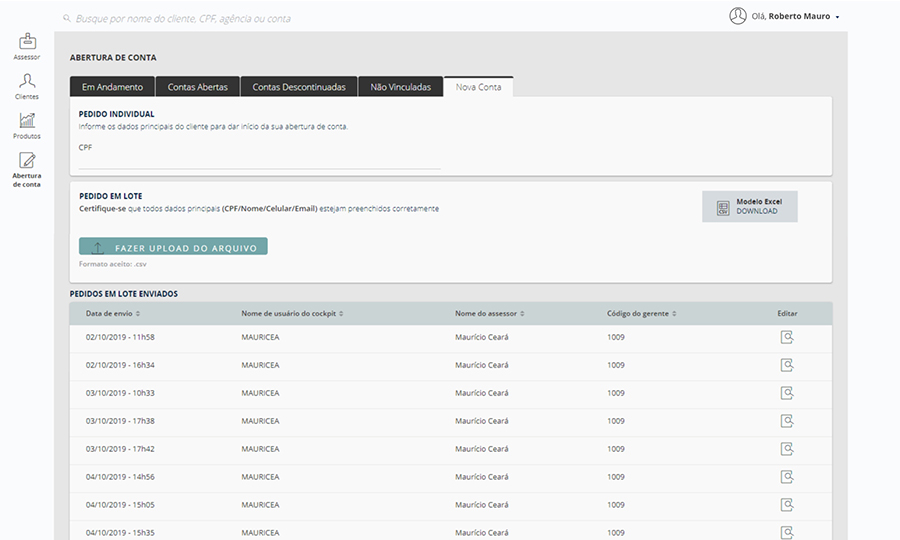 Busque por nome do cliente, CPF, agência ou conta
Olá, Roberto Mauro
Assessor
Clientes
Produtos
Abertura
de conta
ABERTURA DE CONTA
Em Andamento
Contas Abertas
Contas Descontinuadas
Não Vinculadas
Nova Conta
PEDIDO INDIVIDUAL
Informe os dados principais do cliente para dar início da sua abertura de conta.
CPF
PEDIDO EM LOTE
Certifique-se que todos dados principais (CPF/Nome/Celular/Email) estejam preenchidos corretamente
CSV
Modelo Excel
DOWNLOAD
FAZER UPLOAD DO ARQUIVO
Formato aceito: .csv
PEDIDOS EM LOTE ENVIADOS
Data de envio Nome de usuário do cockpit Nome do assessor Código do gerente Editar
02/10/2019 - 11h58 MAURICEA Maurício Ceará 1009
02/10/2019 - 16h34 MAURICEA Maurício Ceará 1009
03/10/2019 - 10h33 MAURICEA Maurício Ceará 1009
03/10/2019 - 17h38 MAURICEA Maurício Ceará 1009
03/10/2019 - 17h42 MAURICEA Maurício Ceará 1009
04/10/2019 - 14h56 MAURICEA Maurício Ceará 1009
04/10/2019 - 15h05 MAURICEA Maurício Ceará 1009
04/10/2019 - 15h35 MAURICEA Maurício Ceará 1009